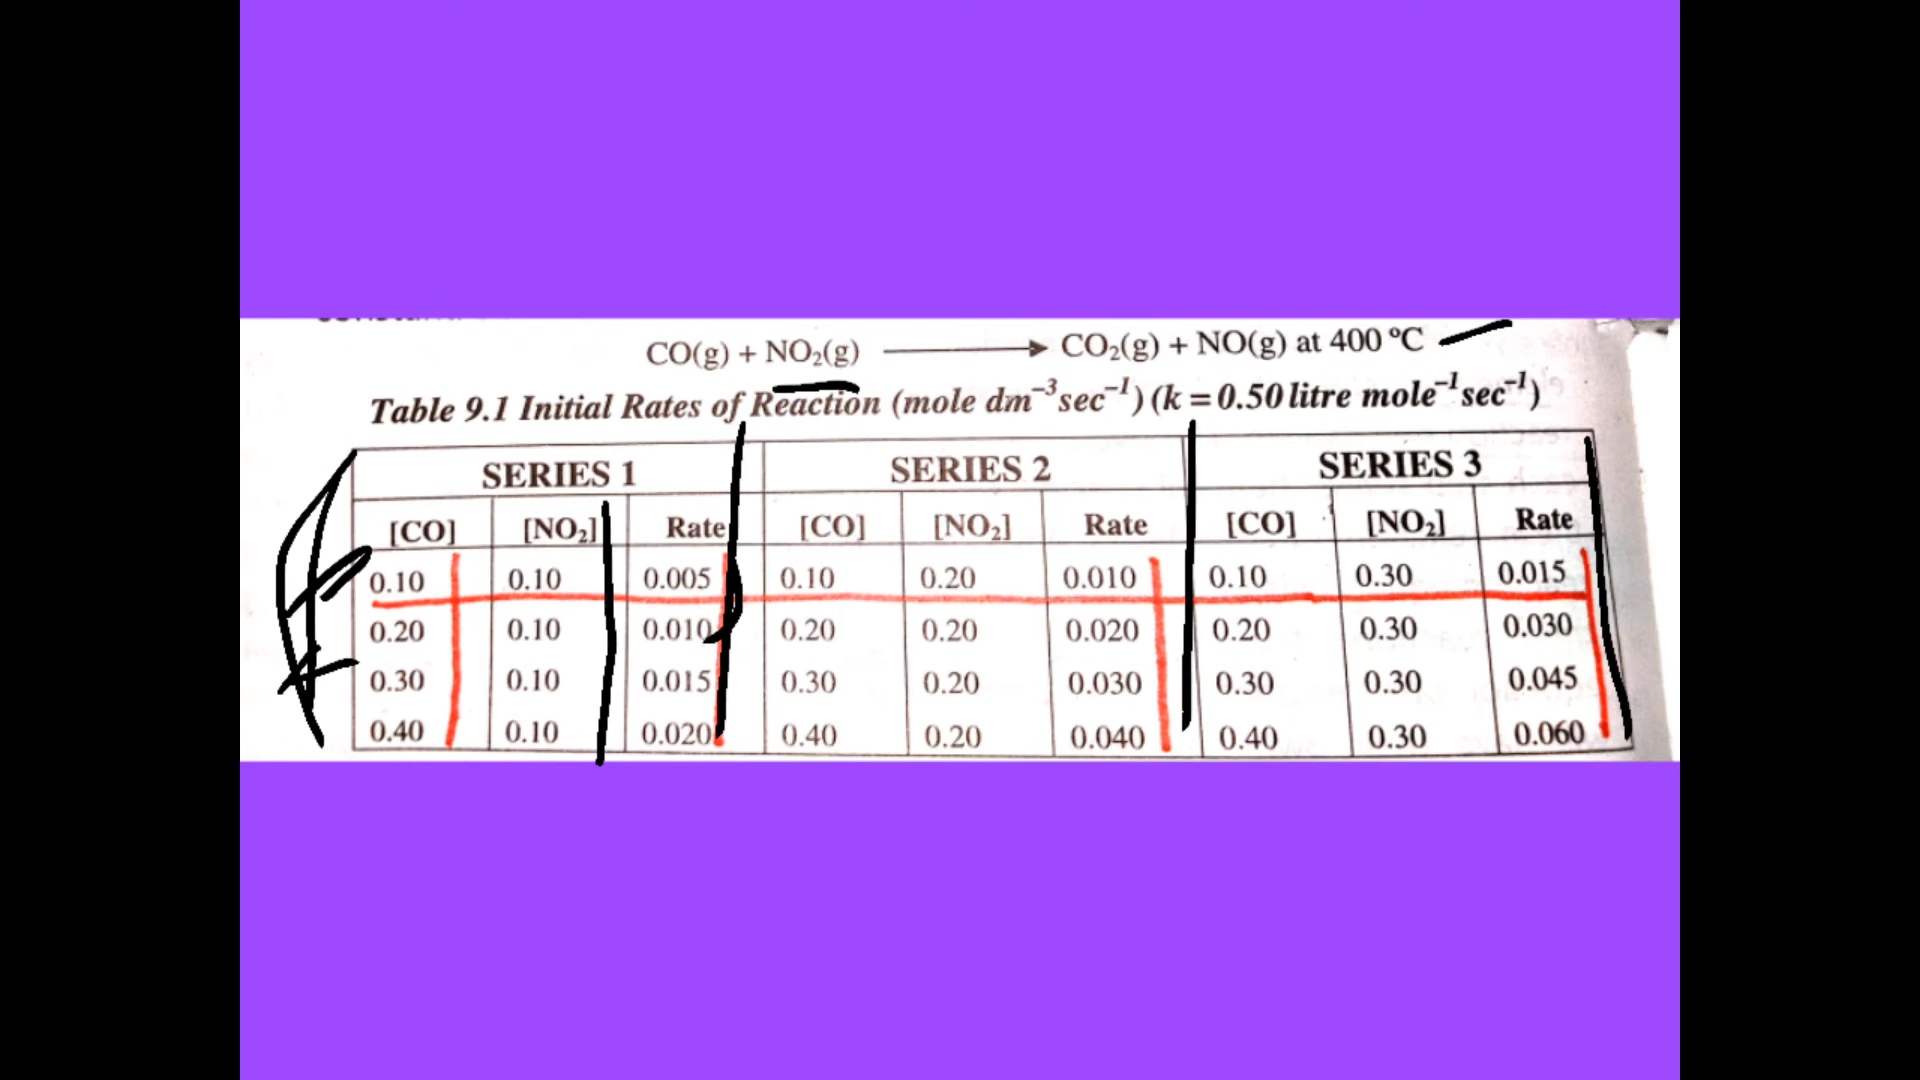 CO(g) + NO₂(g) ⟶ CO₂(g) + NO(g) at 400 ºC
Table 9.1 Initial Rates of Reaction (mole dm⁻³ sec⁻¹) (k = 0.50 litre mole⁻¹ sec⁻¹)
SERIES 1 SERIES 2 SERIES 3
[CO] [NO₂] Rate [CO] [NO₂] Rate [CO] [NO₂] Rate
0.10 0.10 0.005 0.10 0.20 0.010 0.10 0.30 0.015
0.20 0.10 0.010 0.20 0.20 0.020 0.20 0.30 0.030
0.30 0.10 0.015 0.30 0.20 0.030 0.30 0.30 0.045
0.40 0.10 0.020 0.40 0.20 0.040 0.40 0.30 0.060